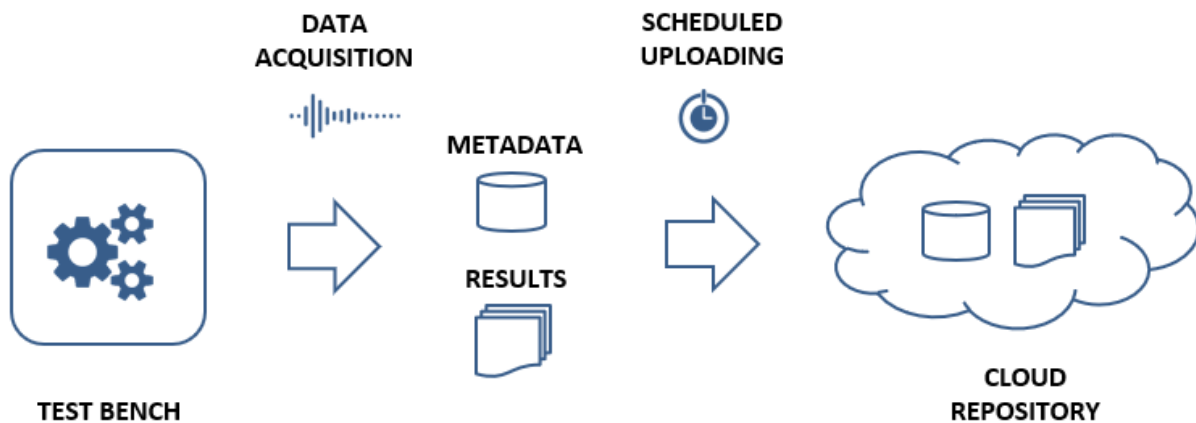 DATA
ACQUISITION
SCHEDULED
UPLOADING
METADATA
RESULTS
TEST BENCH
CLOUD
REPOSITORY